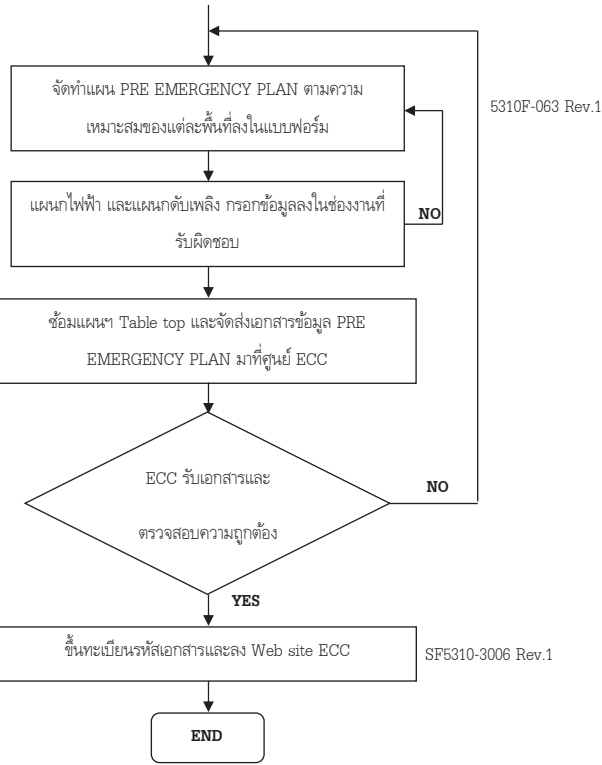 จัดทำแผน PRE EMERGENCY PLAN ตามความ
เหมาะสมของแต่ละพื้นที่ลงในแบบฟอร์ม
5310F-063 Rev.1
แผนกไฟฟ้า และแผนกดับเพลิง กรอกข้อมูลลงในช่องงานที่
รับผิดชอบ
NO
ซ้อมแผนฯ Table top และจัดส่งเอกสารข้อมูล PRE
EMERGENCY PLAN มาที่ศูนย์ ECC
ECC รับเอกสารและ
ตรวจสอบความถูกต้อง
NO
YES
ขึ้นทะเบียนรหัสเอกสารและลง Web site ECC
SF5310-3006 Rev.1
END